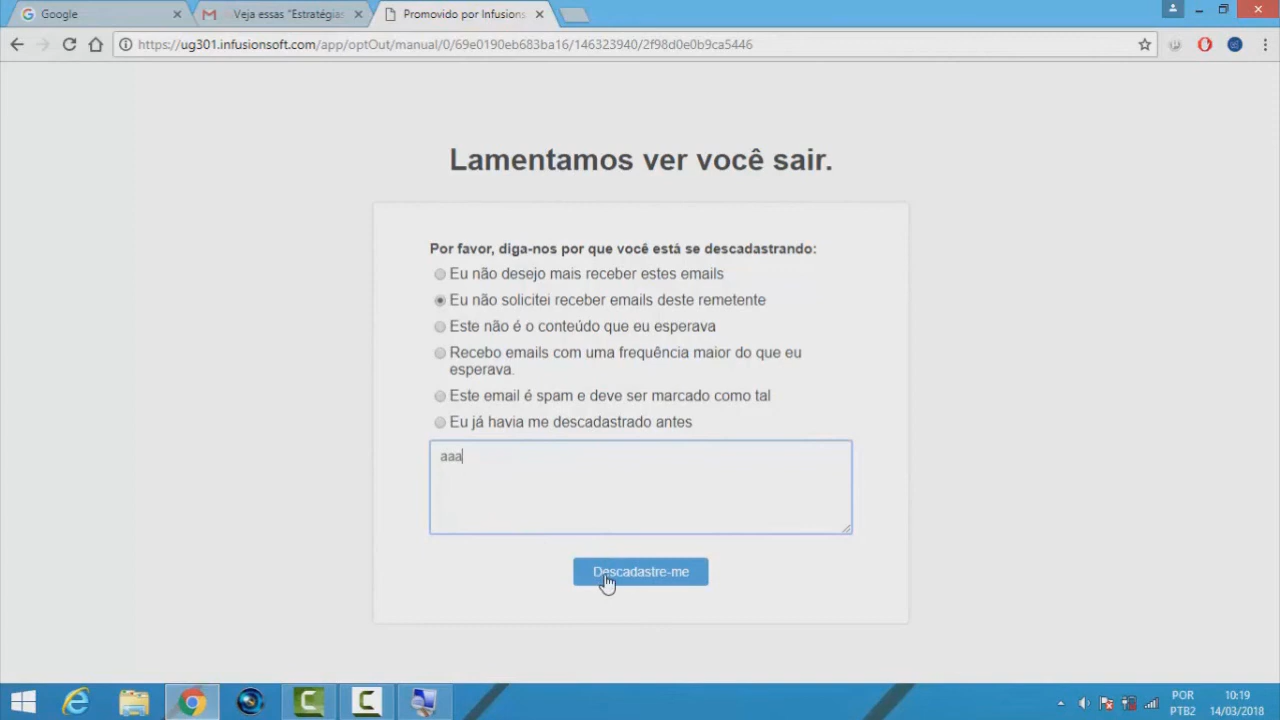 Google
Veja essas "Estratégias
Promovido por Infusions
https://ug301.infusionsoft.com/app/optOut/manual/0/69e0190eb683ba16/146323940/2f98d0e0b9ca5446
Lamentamos ver você sair.
Por favor, diga-nos por que você está se descadastrando:
Eu não desejo mais receber estes emails
Eu não solicitei receber emails deste remetente
Este não é o conteúdo que eu esperava
Recebo emails com uma frequência maior do que eu
esperava.
Este email é spam e deve ser marcado como tal
Eu já havia me descadastrado antes
aaa
Descadastre-me
POR
10:19
PTB2
14/03/2018